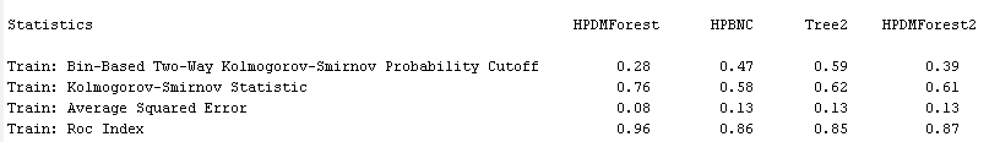 Statistics HPDMForest HPBNC Tree2 HPDMForest2
Train: Bin-Based Two-Way Kolmogorov-Smirnov Probability Cutoff 0.28 0.47 0.59 0.39
Train: Kolmogorov-Smirnov Statistic 0.76 0.58 0.62 0.61
Train: Average Squared Error 0.08 0.13 0.13 0.13
Train: Roc Index 0.96 0.86 0.85 0.87